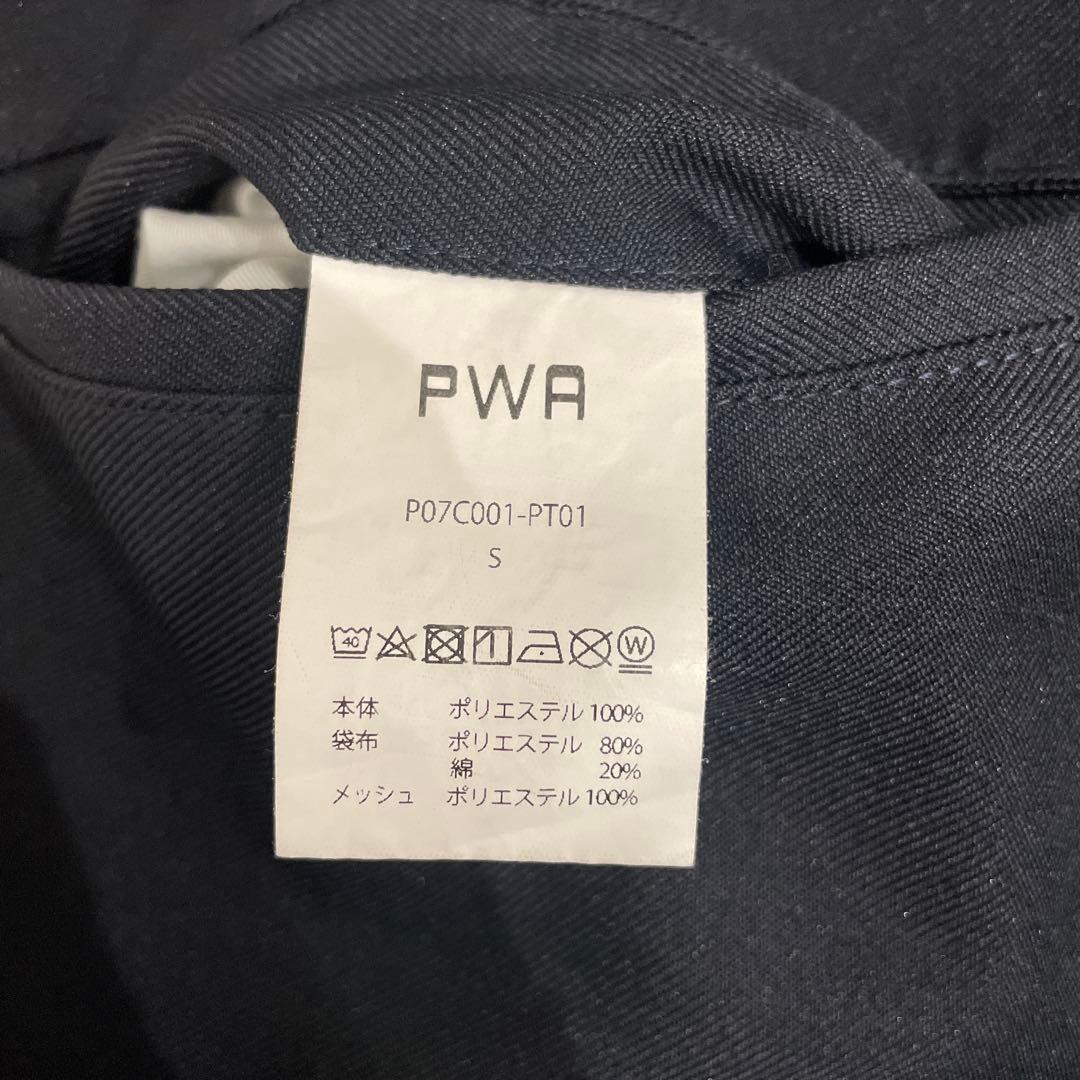 PWA
P07C001-PT01
S
40 W
本体 ポリエステル 100%
袋布 ポリエステル 80%
綿 20%
メッシュ ポリエステル 100%